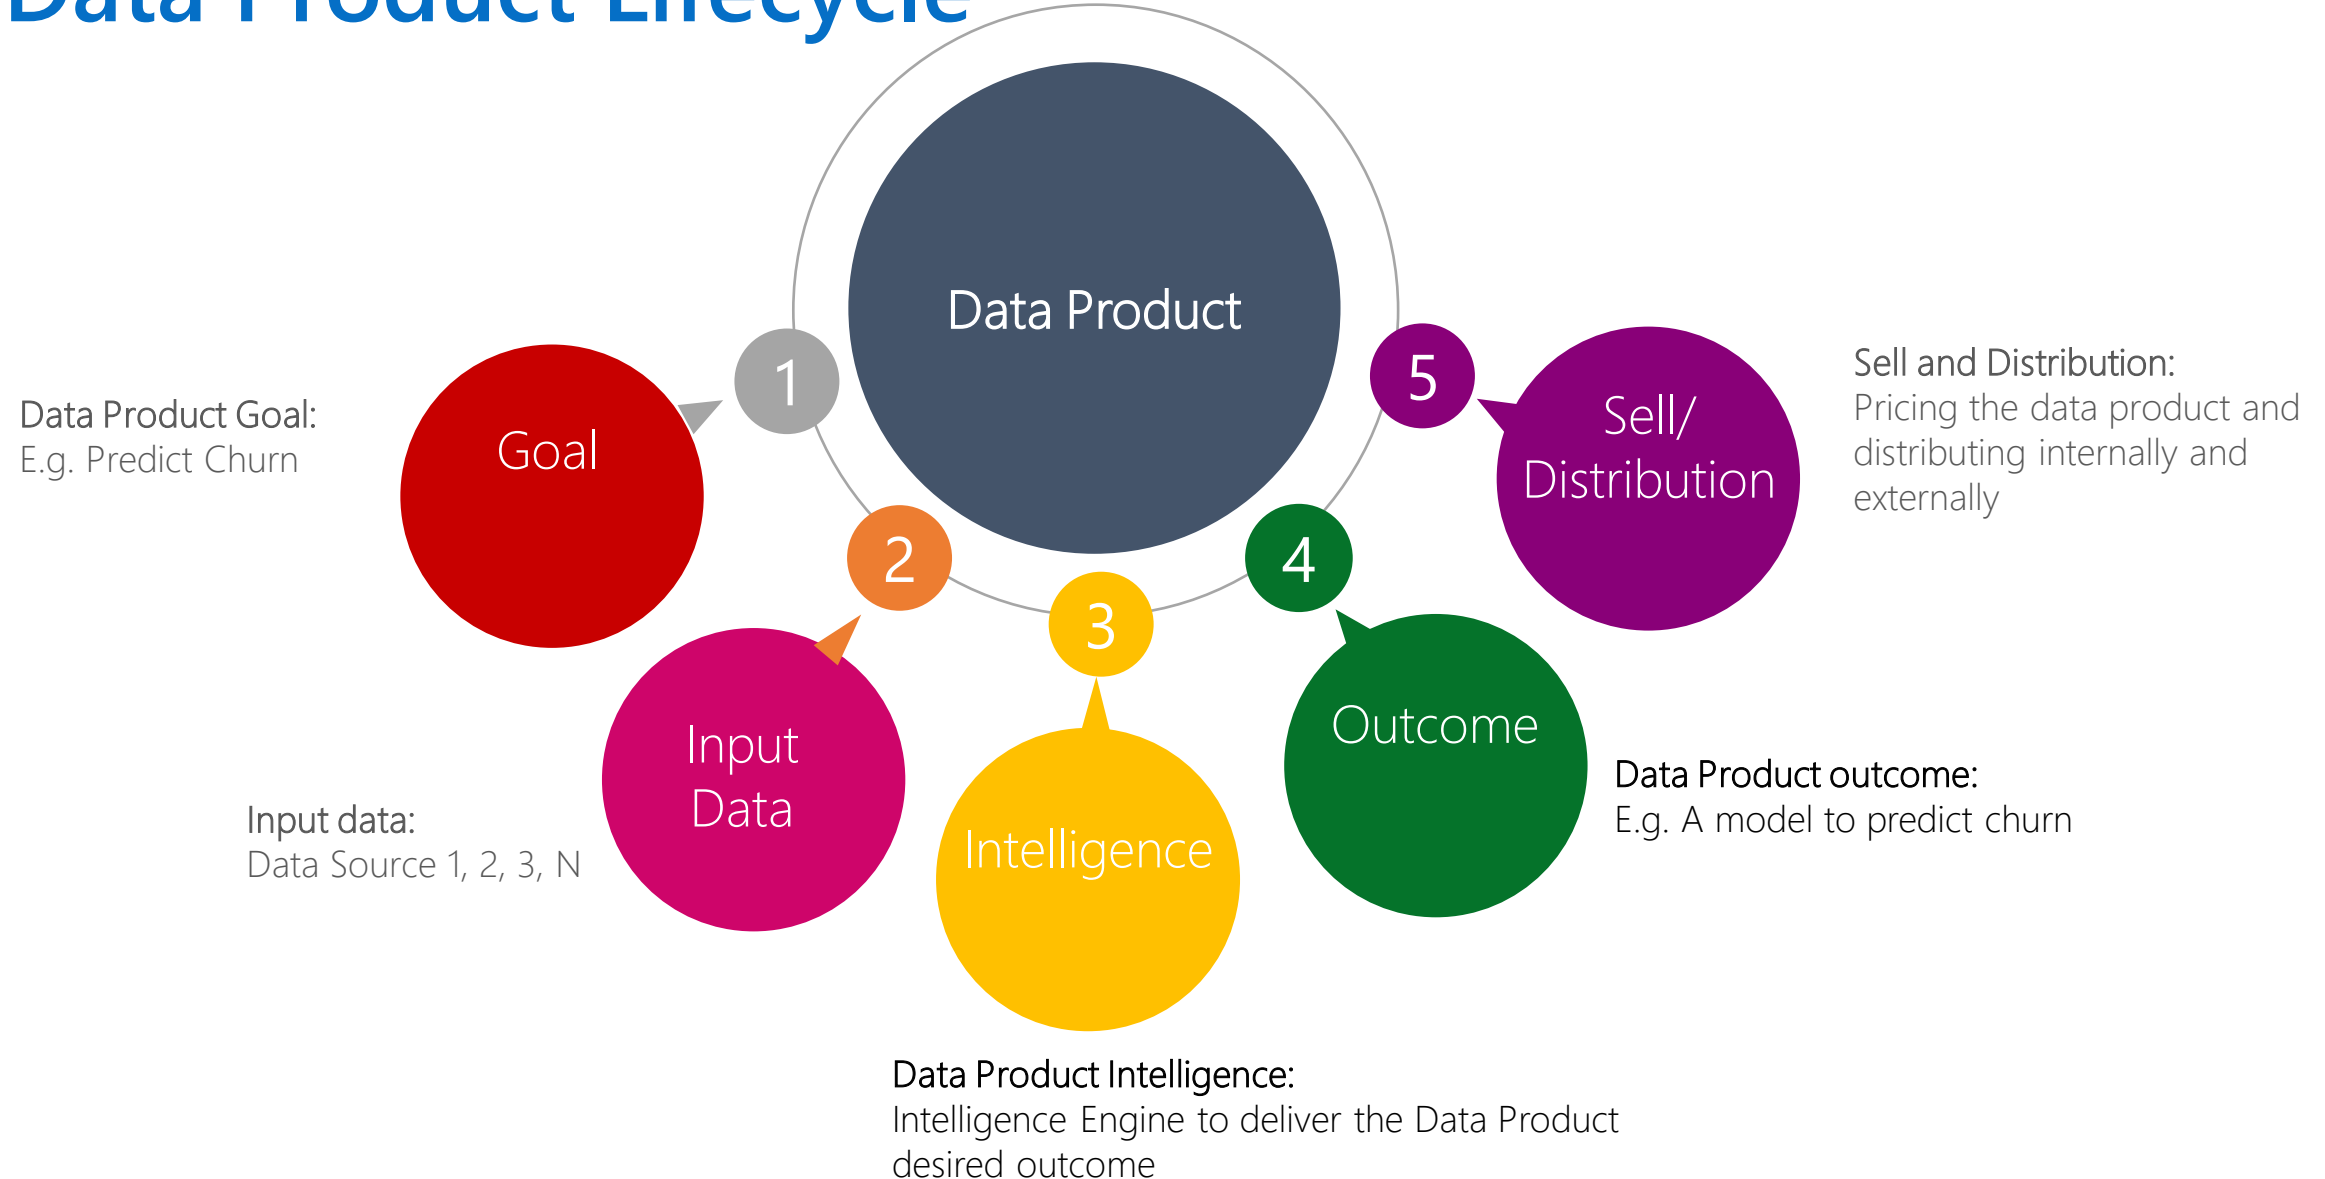 Data Product Lifecycle
Data Product
1
2
3
4
5
Goal
Data Product Goal:
E.g. Predict Churn
Input
Data
Input data:
Data Source 1, 2, 3, N
Intelligence
Data Product Intelligence:
Intelligence Engine to deliver the Data Product
desired outcome
Outcome
Data Product outcome:
E.g. A model to predict churn
Sell/
Distribution
Sell and Distribution:
Pricing the data product and
distributing internally and
externally